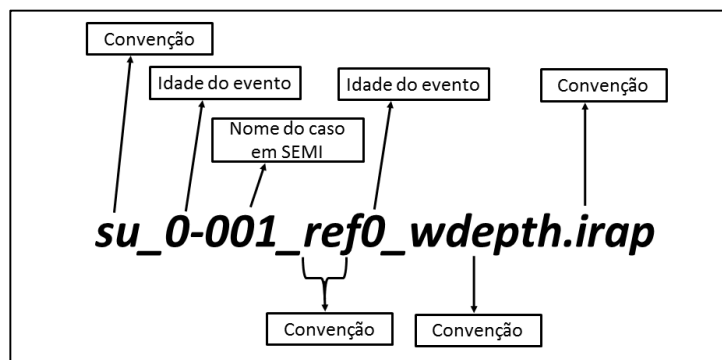 Convenção
Idade do evento
Idade do evento
Convenção
Nome do caso
em SEMI
su_0-001_ref0_wdepth.irap
Convenção
Convenção